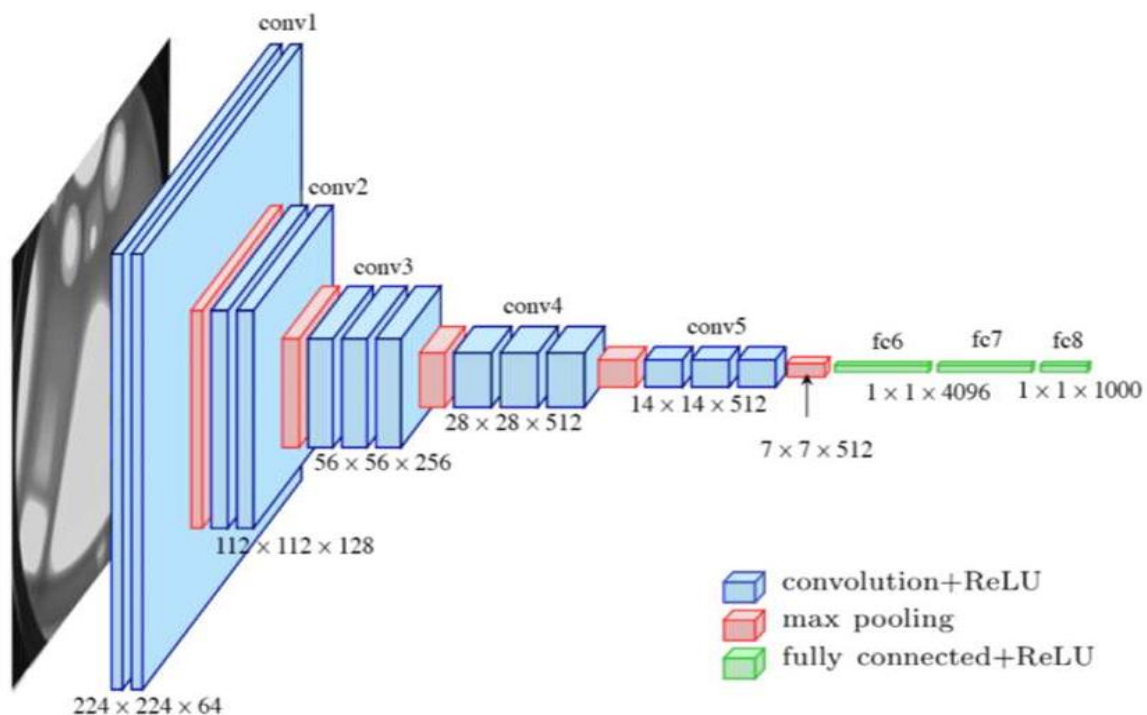 conv1
conv2
conv3
conv4
conv5
fc6
fc7
fc8
1 × 1 × 4096
1 × 1 × 1000
14 × 14 × 512
28 × 28 × 512
7 × 7 × 512
56 × 56 × 256
112 × 112 × 128
224 × 224 × 64
convolution+ReLU
max pooling
fully connected+ReLU